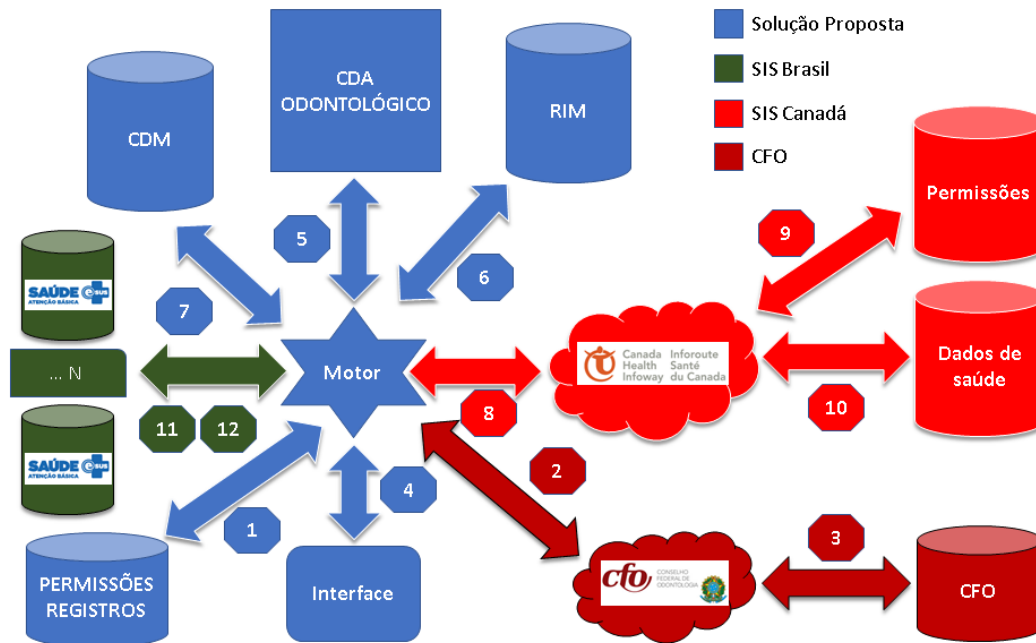 Solução Proposta
SIS Brasil
SIS Canadá
CFO
CDM
CDA
ODONTOLÓGICO
RIM
Permissões
5
9
6
SAÚDE e-SUS
ATENÇÃO BÁSICA
7
... N
Motor
Canada Health Infoway
Inforoute Santé du Canada
Dados de
saúde
8
10
11
12
SAÚDE e-SUS
ATENÇÃO BÁSICA
2
4
1
3
PERMISSÕES
REGISTROS
Interface
cfo
CONSELHO
FEDERAL DE
ODONTOLOGIA
CFO